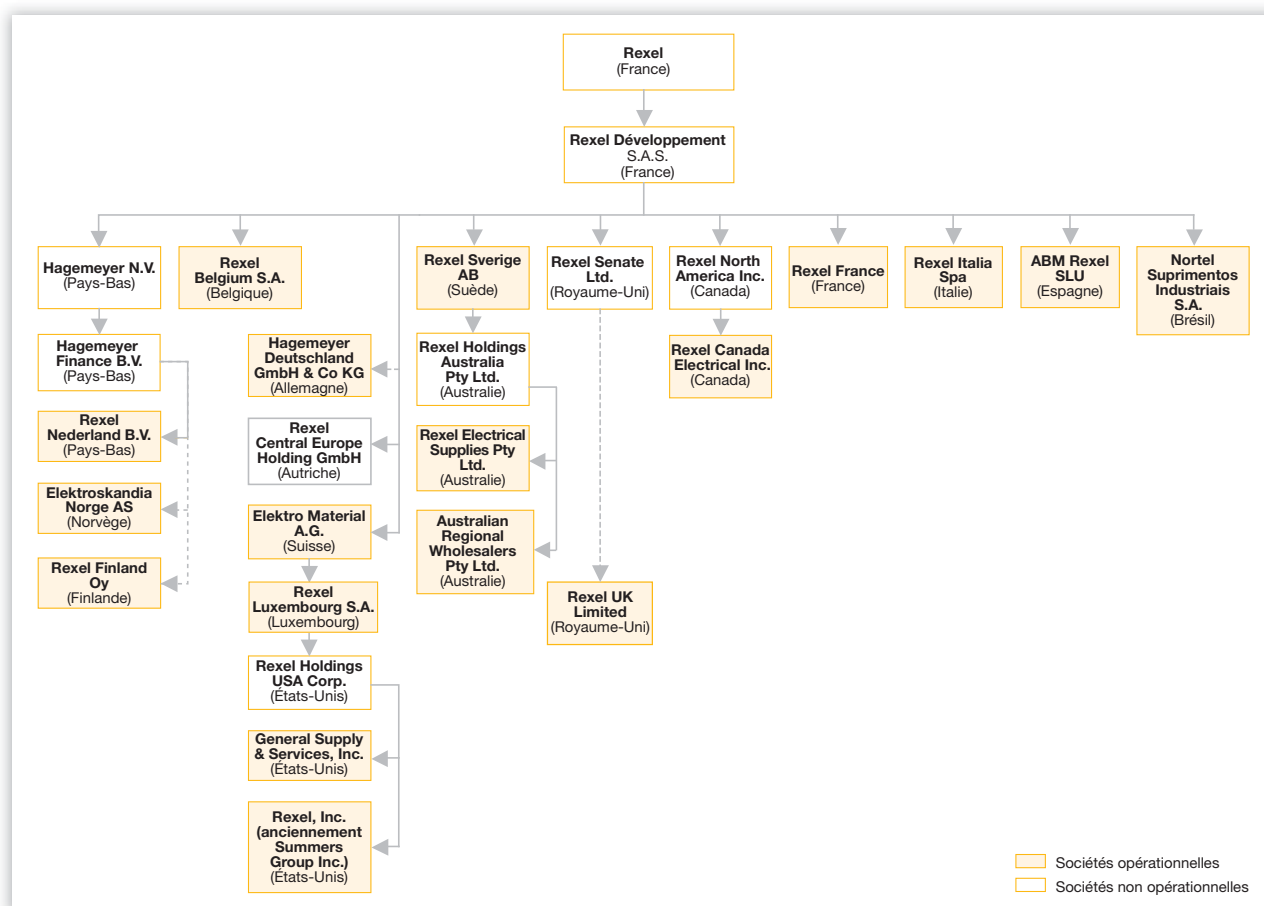 Rexel
(France)
Rexel Développement
S.A.S.
(France)
Hagemeyer N.V.
(Pays-Bas)
Rexel
Belgium S.A.
(Belgique)
Rexel Sverige
AB
(Suède)
Rexel Senate
Ltd.
(Royaume-Uni)
Rexel North
America Inc.
(Canada)
Rexel France
(France)
Rexel Italia
Spa
(Italie)
ABM Rexel
SLU
(Espagne)
Nortel
Suprimentos
Industriais
S.A.
(Brésil)
Hagemeyer
Finance B.V.
(Pays-Bas)
Rexel
Nederland B.V.
(Pays-Bas)
Elektroskandia
Norge AS
(Norvège)
Rexel Finland
Oy
(Finlande)
Hagemeyer
Deutschland
GmbH & Co KG
(Allemagne)
Rexel
Central Europe
Holding GmbH
(Autriche)
Elektro Material
A.G.
(Suisse)
Rexel
Luxembourg S.A.
(Luxembourg)
Rexel Holdings
USA Corp.
(États-Unis)
General Supply
& Services, Inc.
(États-Unis)
Rexel, Inc.
(anciennement
Summers
Group Inc.)
(États-Unis)
Rexel Holdings
Australia
Pty Ltd.
(Australie)
Rexel Electrical
Supplies Pty
Ltd.
(Australie)
Australian
Regional
Wholesalers
Pty Ltd.
(Australie)
Rexel UK
Limited
(Royaume-Uni)
Rexel Canada
Electrical Inc.
(Canada)
Sociétés opérationnelles
Sociétés non opérationnelles